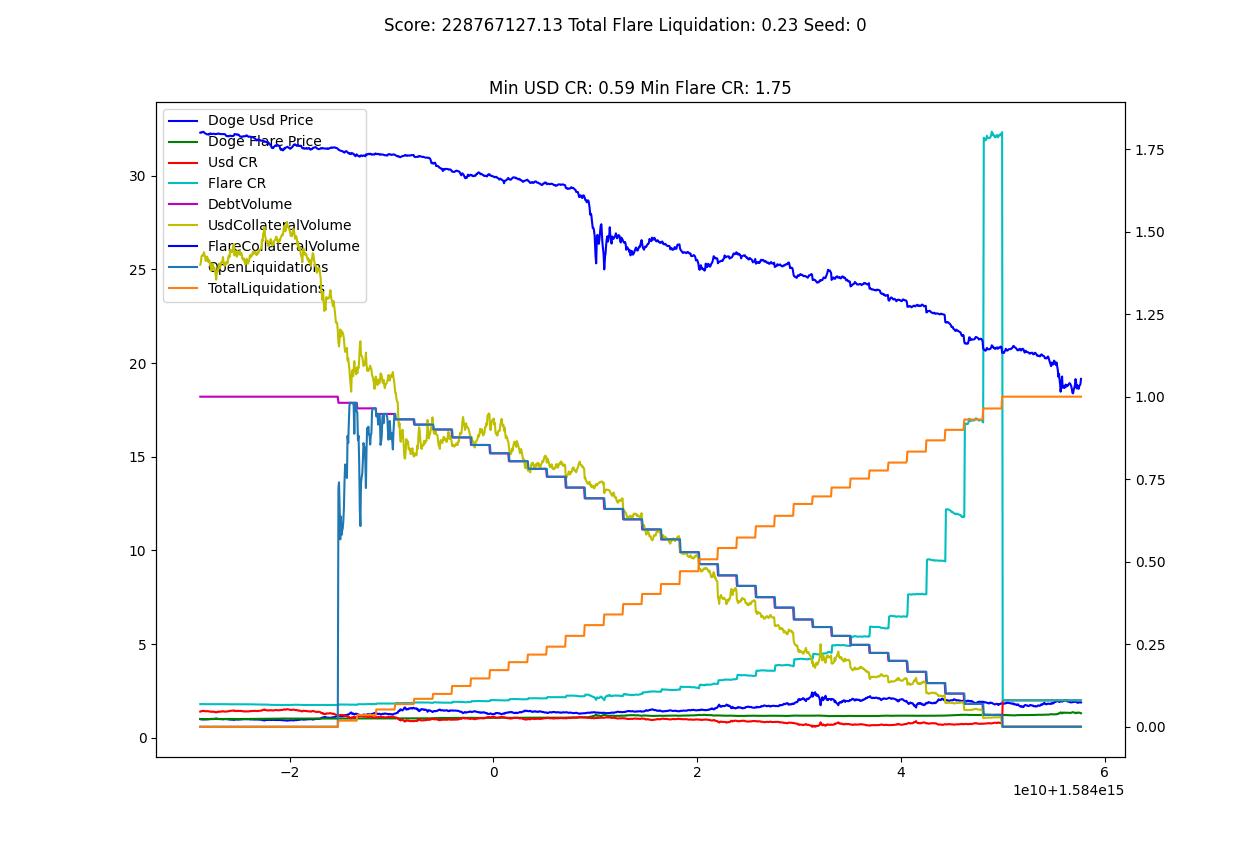 Score: 228767127.13 Total Flare Liquidation: 0.23 Seed: 0
Min USD CR: 0.59 Min Flare CR: 1.75
Doge Usd Price
Doge Flare Price
Usd CR
Flare CR
DebtVolume
UsdCollateralVolume
FlareCollateralVolume
OpenLiquidations
TotalLiquidations
30
25
20
15
10
5
0
1.75
1.50
1.25
1.00
0.75
0.50
0.25
0.00
−2
0
2
4
6
1e10+1.584e15